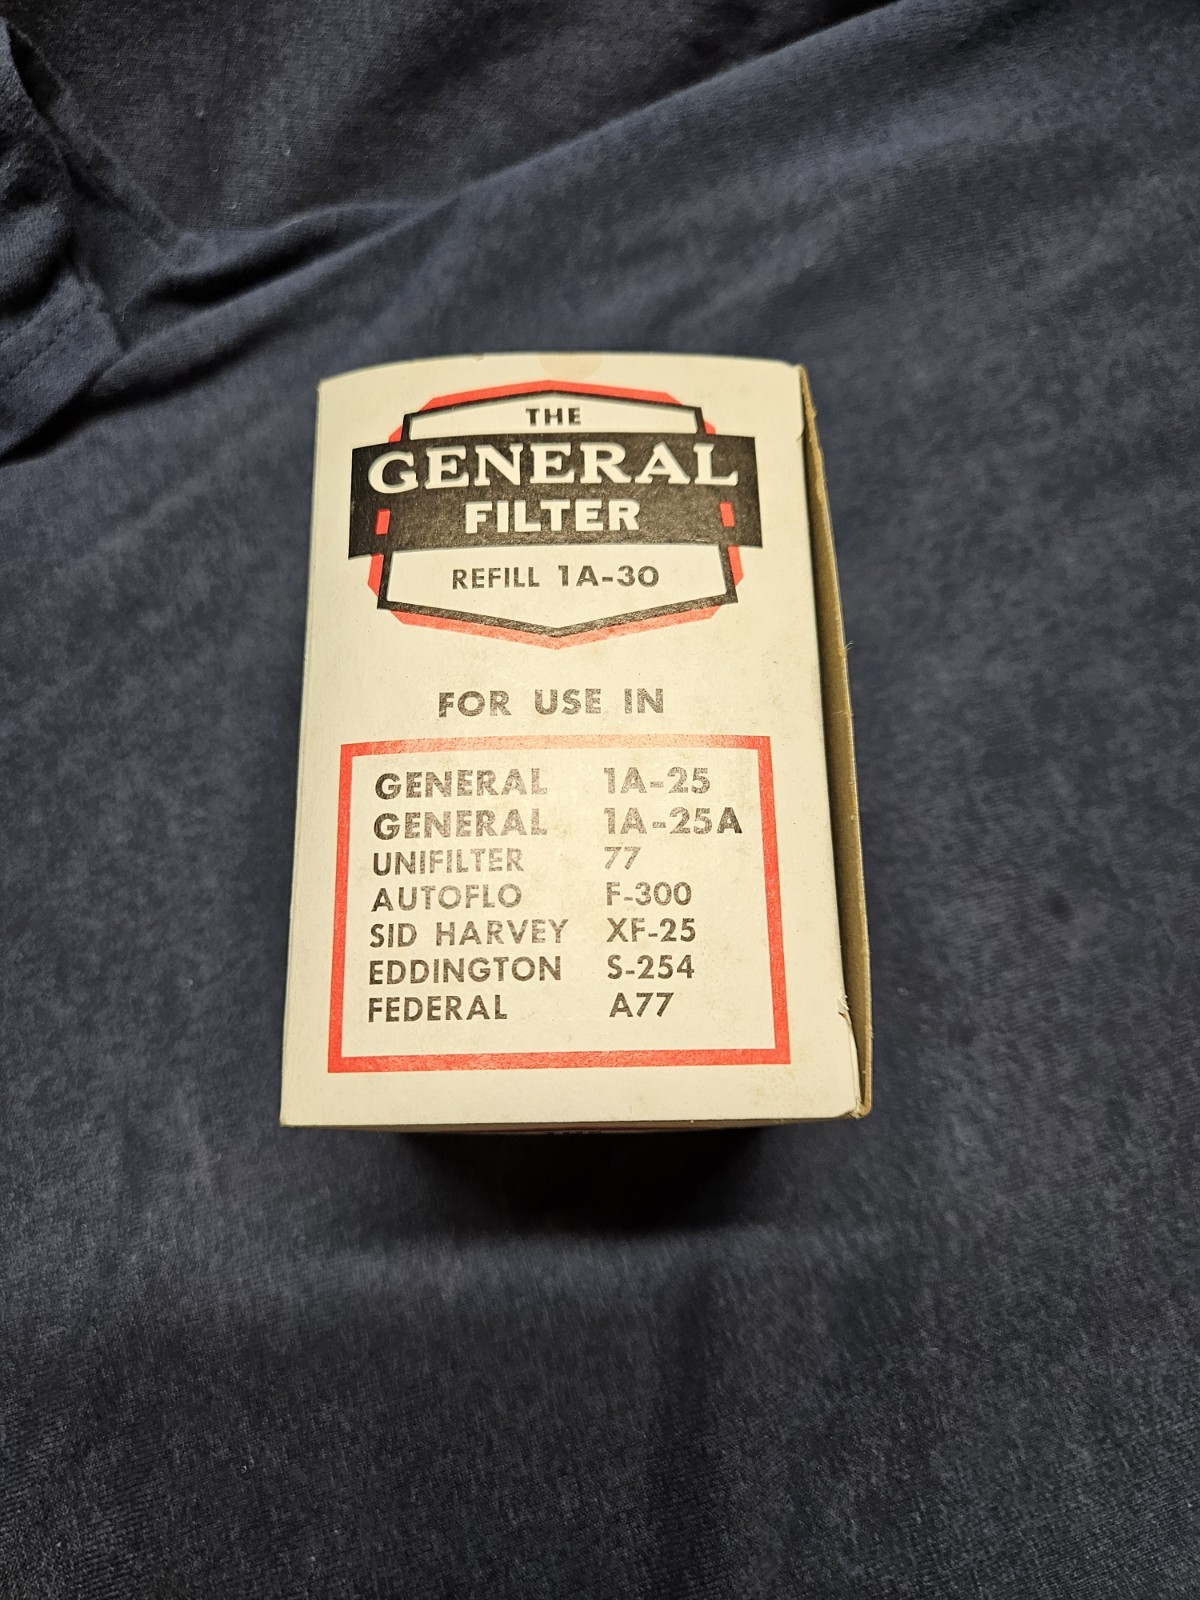 THE
GENERAL
FILTER
REFILL 1A-30
FOR USE IN
GENERAL 1A-25
GENERAL 1A-25A
UNIFILTER 77
AUTOFLO F-300
SID HARVEY XF-25
EDDINGTON S-254
FEDERAL A77